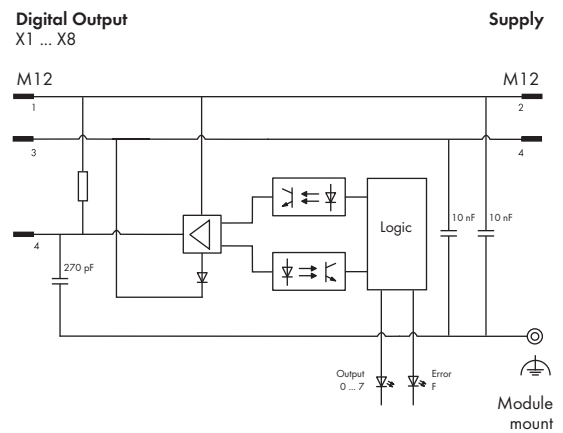 Digital Output
X1 ... X8
Supply
M12
M12
1
2
3
4
4
270 pF
Logic
10 nF
10 nF
Output
0 ... 7
Error
F
Module
mount